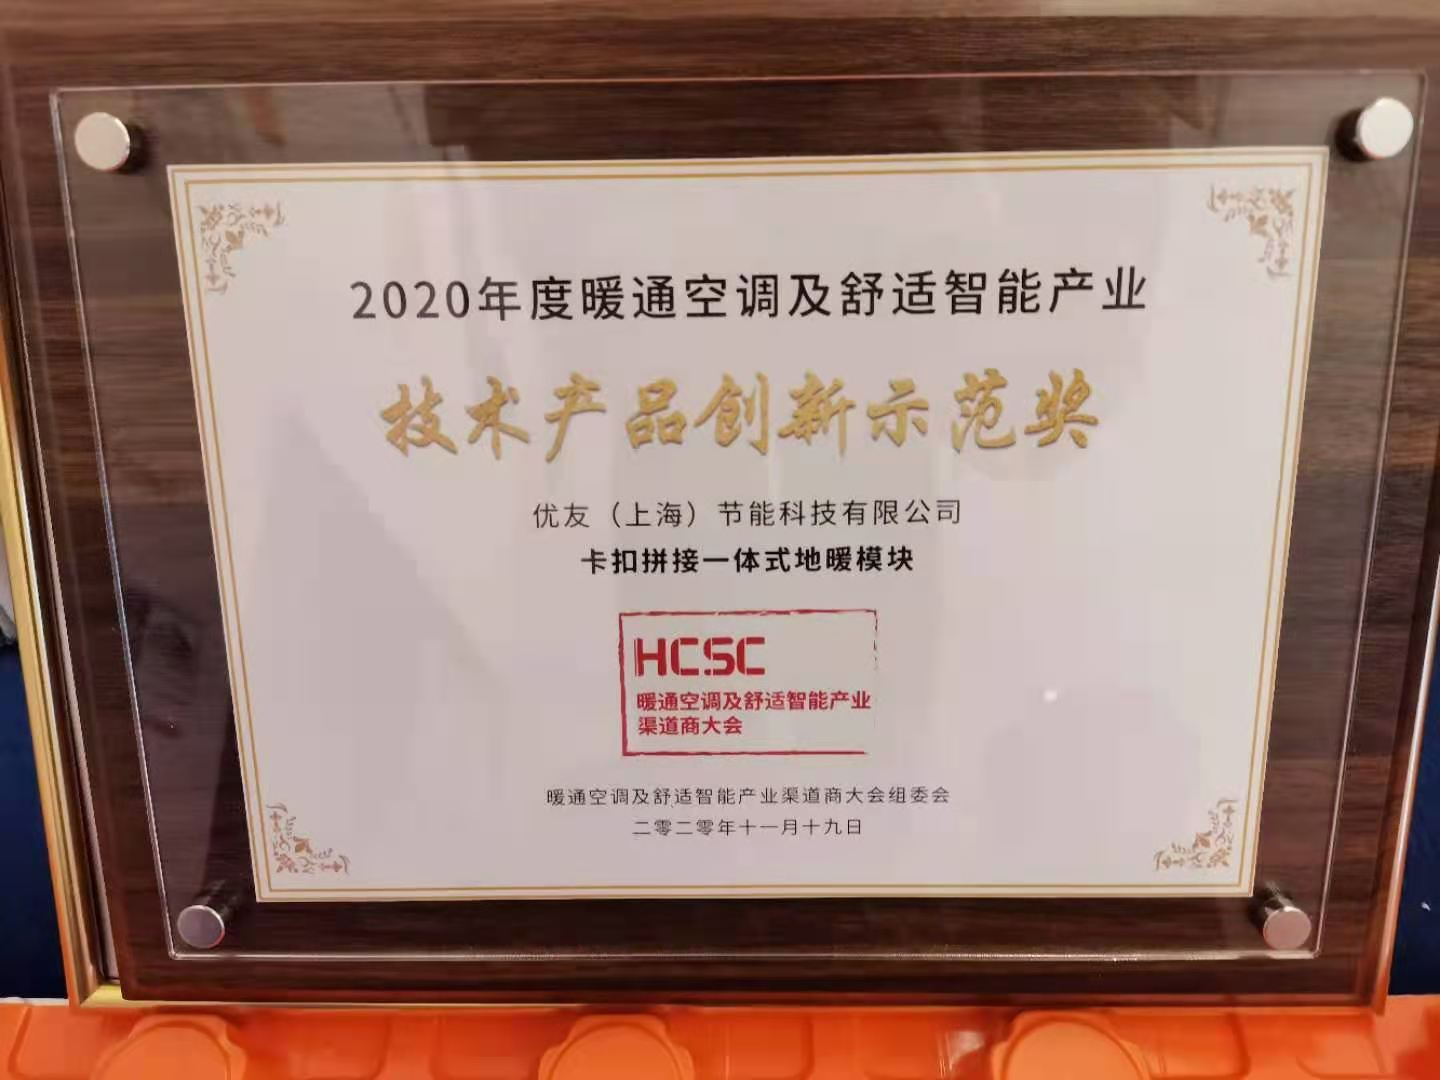 2020年度暖通空调及舒适智能产业
技术产品创新示范奖
优友（上海）节能科技有限公司
卡扣拼接一体式地暖模块
HCSC
暖通空调及舒适智能产业
渠道商大会
暖通空调及舒适智能产业渠道商大会组委会
二零二零年十一月十九日